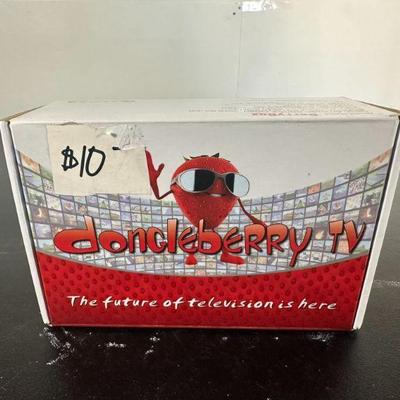 $10
dongleberry TV
The future of television is here